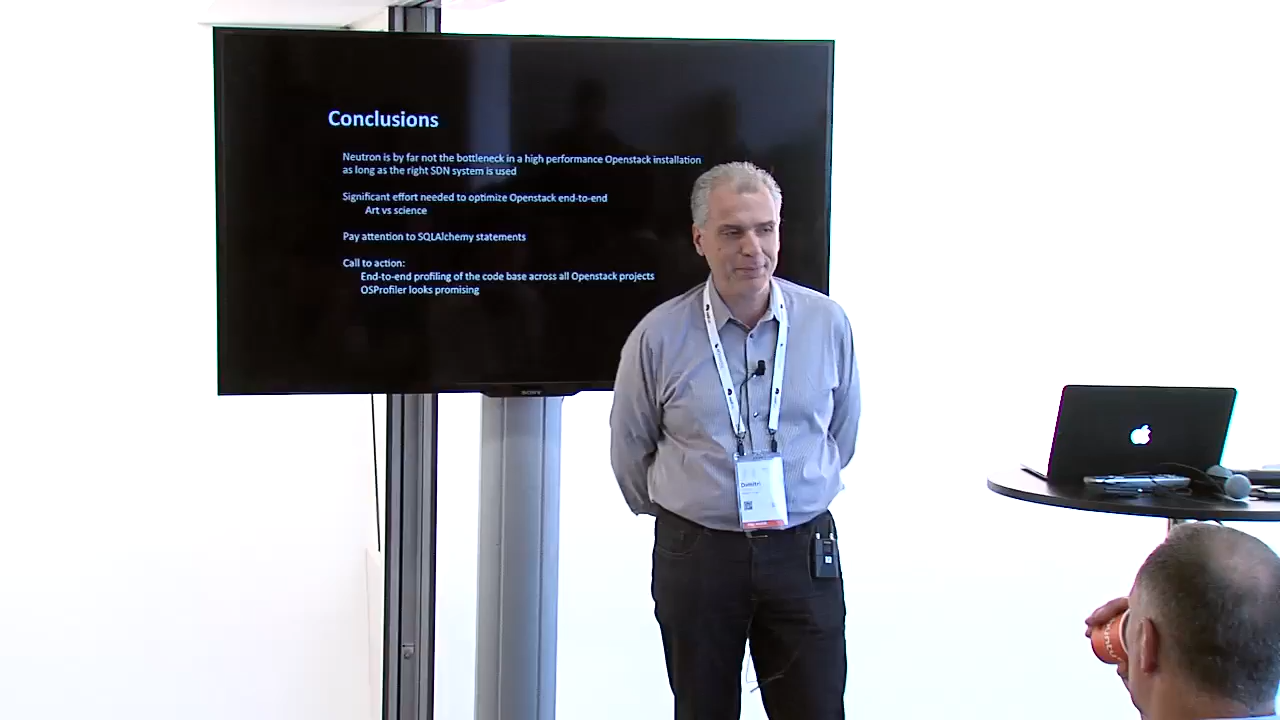 Conclusions
Neutron is by far not the bottleneck in a high performance Openstack installation
as long as the right SDN system is used
Significant effort needed to optimize Openstack end-to-end
Art vs science
Pay attention to SQLAlchemy statements
Call to action:
End-to-end profiling of the code base across all Openstack projects
OSProfiler looks promising
SONY
Dimitri